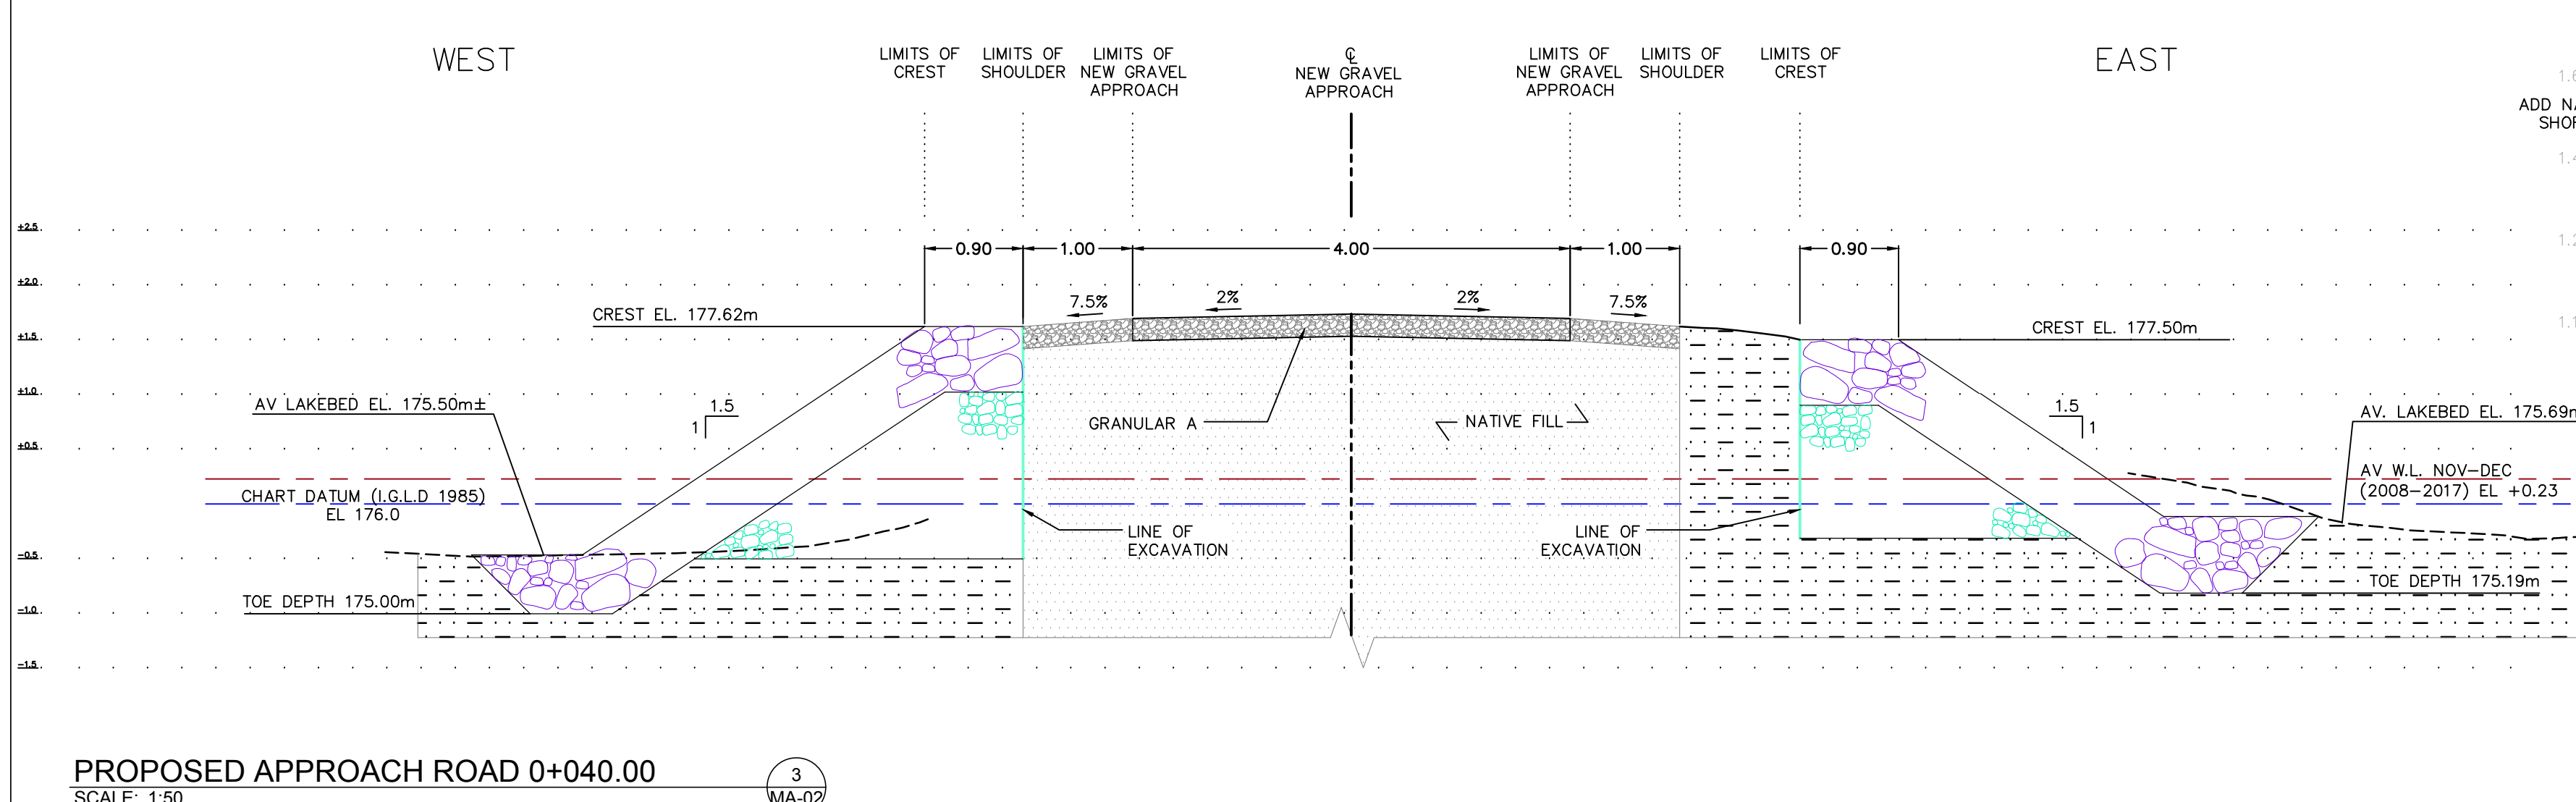 WEST
LIMITS OF
CREST
LIMITS OF
SHOULDER
LIMITS OF
NEW GRAVEL
APPROACH
℄
NEW GRAVEL
APPROACH
LIMITS OF
NEW GRAVEL
APPROACH
LIMITS OF
SHOULDER
LIMITS OF
CREST
EAST
ADD
+2.5
0.90
1.00
4.00
1.00
0.90
+2.0
7.5%
2%
2%
7.5%
CREST EL. 177.62m
CREST EL. 177.50m
+1.5
+1.0
AV LAKEBED EL. 175.50m±
1.5
1
GRANULAR A
NATIVE FILL
1.5
1
AV. LAKEBED EL. 175.69m
+0.5
CHART DATUM (I.G.L.D 1985)
EL 176.0
AV W.L. NOV-DEC
(2008-2017) EL +0.23
LINE OF
EXCAVATION
LINE OF
EXCAVATION
-0.5
TOE DEPTH 175.00m
TOE DEPTH 175.19m
-1.0
-1.5
PROPOSED APPROACH ROAD 0+040.00
SCALE: 1:50
3
MA-02